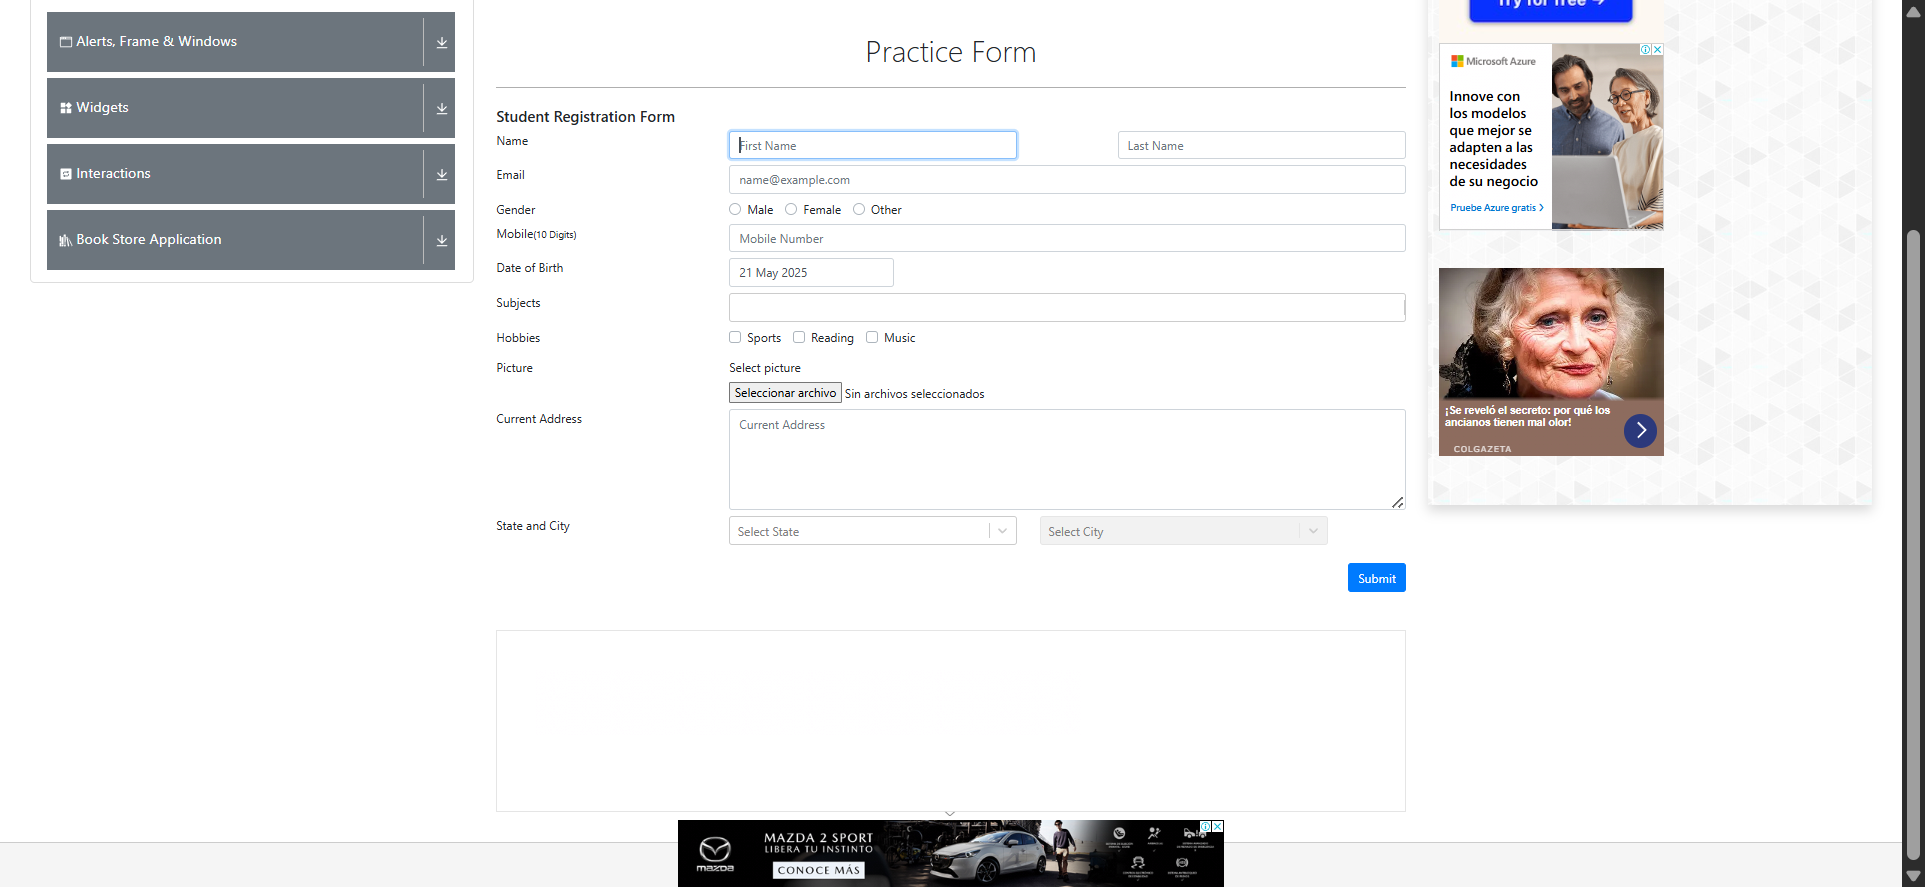 Alerts, Frame & Windows
Widgets
Interactions
Book Store Application
Practice Form
Student Registration Form
Name
First Name
Last Name
Email
name@example.com
Gender
Male
Female
Other
Mobile(10 Digits)
Mobile Number
Date of Birth
21 May 2025
Subjects
Hobbies
Sports
Reading
Music
Picture
Select picture
Seleccionar archivo
Sin archivos seleccionados
Current Address
Current Address
State and City
Select State
Select City
Submit
Try for free →
Microsoft Azure
Innove con
los modelos
que mejor se
adapten a las
necesidades
de su negocio
Pruebe Azure gratis
¡Se reveló el secreto: por qué los
ancianos tienen mal olor!
COLGAZETA
mazda
MAZDA 2 SPORT
LIBERA TU INSTINTO
CONOCE MÁS